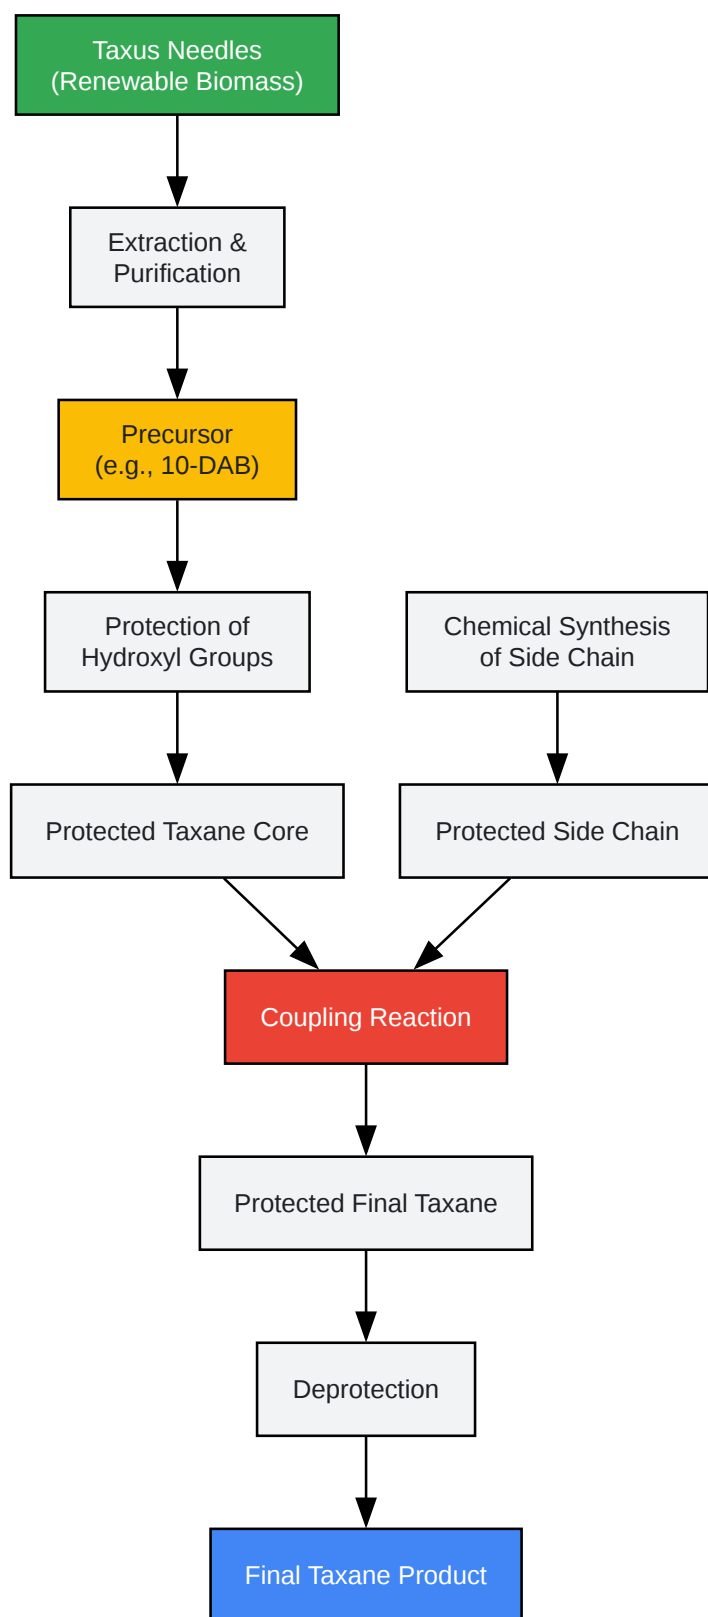 Taxus Needles
(Renewable Biomass)
Extraction &
Purification
Precursor
(e.g., 10-DAB)
Protection of
Hydroxyl Groups
Chemical Synthesis
of Side Chain
Protected Taxane Core
Protected Side Chain
Coupling Reaction
Protected Final Taxane
Deprotection
Final Taxane Product